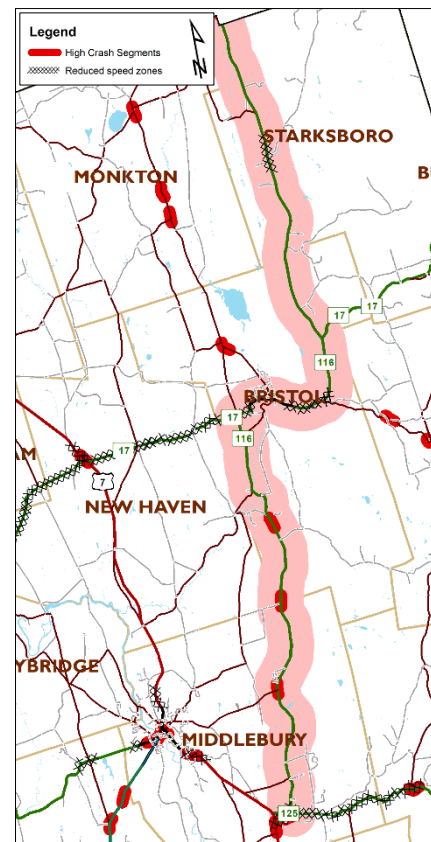 Legend
High Crash Segments
Reduced speed zones
N
STARKSBORO
MONKTON
B
17
17
116
BRISTOL
17
116
17
AM
7
NEW HAVEN
YBRIDGE
MIDDLEBURY
125